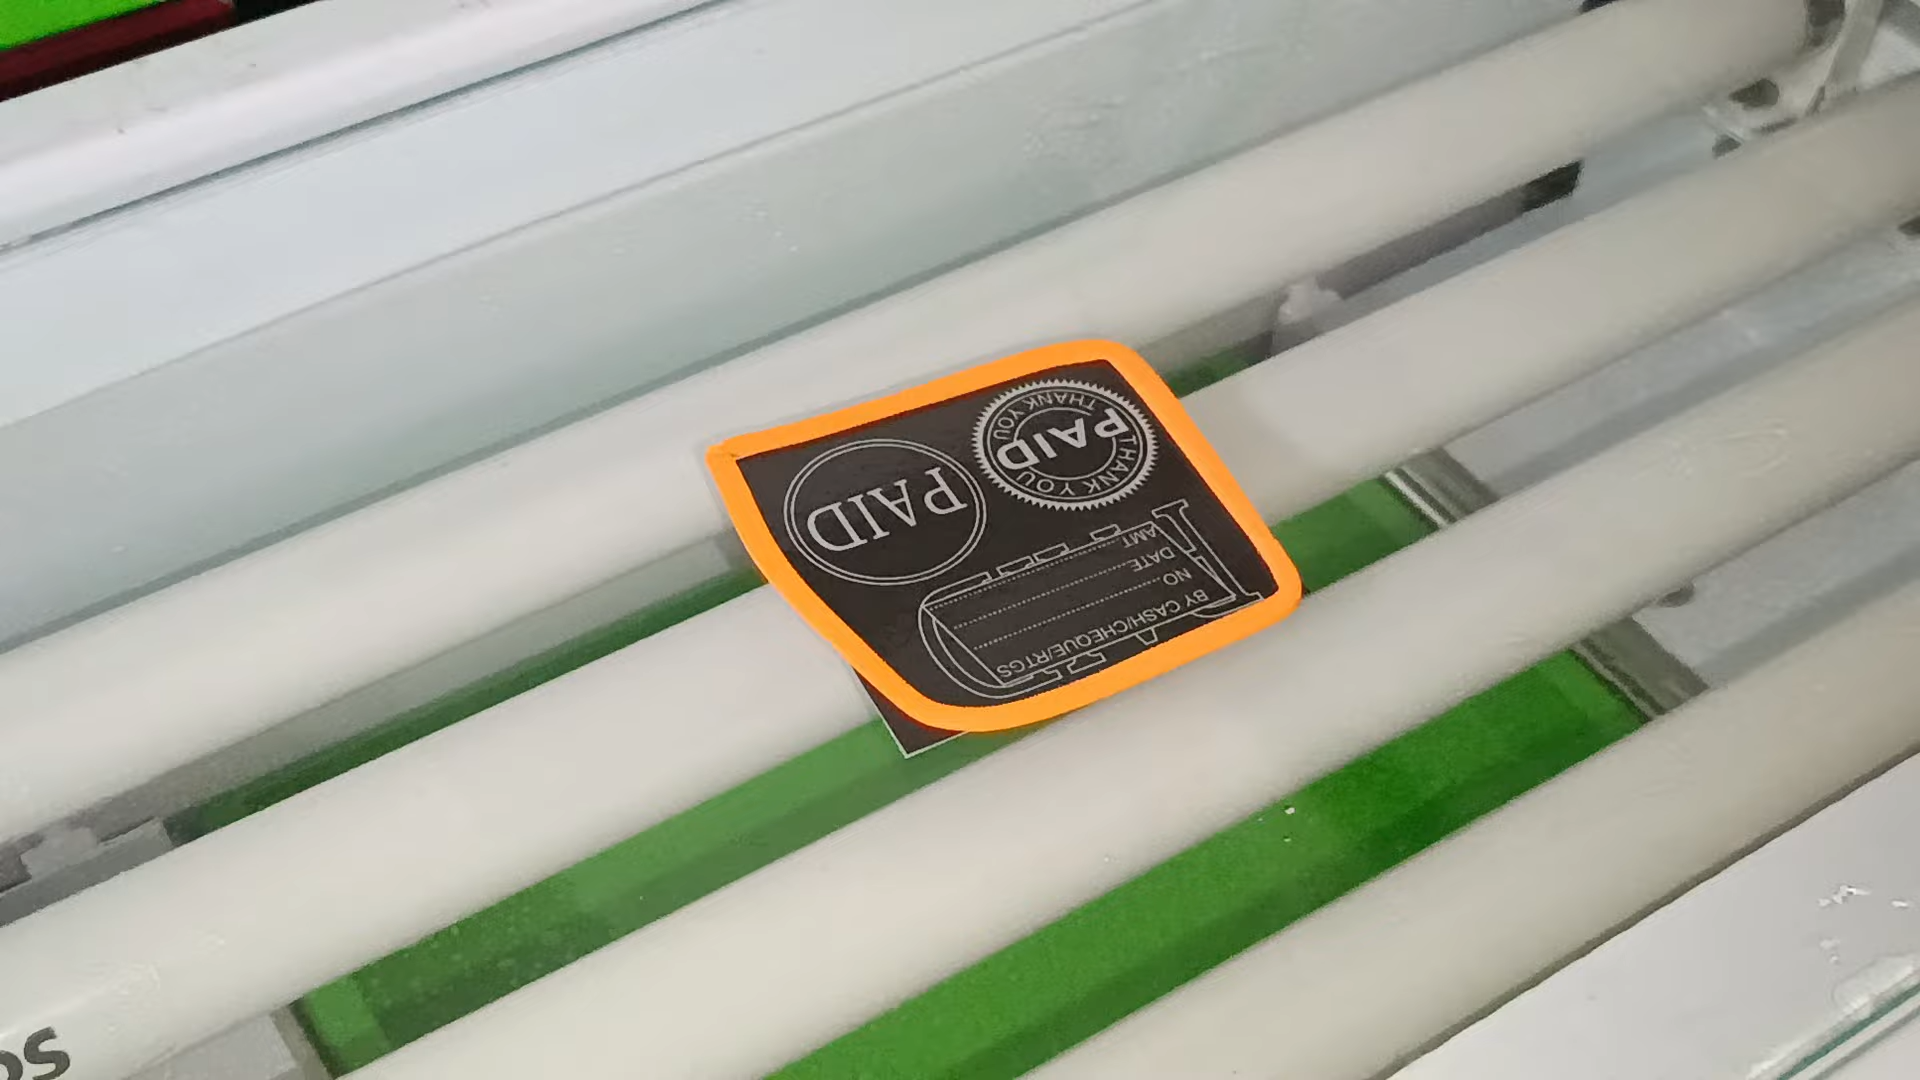 BY CASH/CHEQUE/RTGS
NO..........
DATE..........
AMT..........
THANK YOU
PAID
THANK YOU
PAID